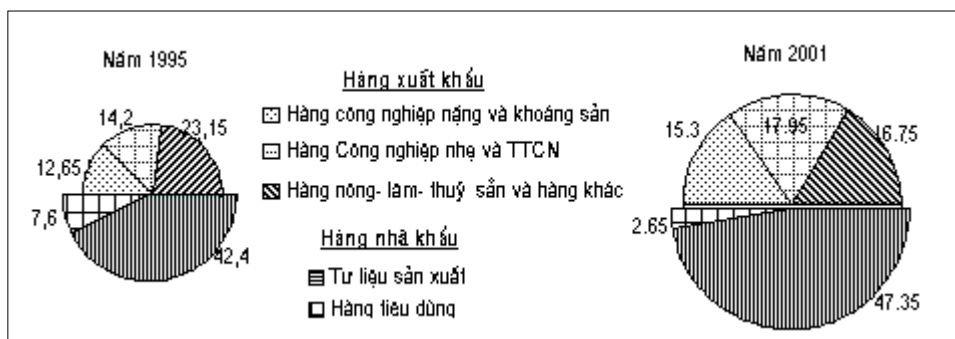 Năm 1995
14,2
23,15
12,65
7,6
42,4
Hàng xuất khẩu
Hàng công nghiệp nặng và khoáng sản
Hàng Công nghiệp nhẹ và TTCN
Hàng nông- lâm- thuỷ sản và hàng khác
Hàng nhâ khẩu
Tư liệu sản xuất
Hàng tiêu dùng
Năm 2001
15.3
17.95
16.75
2.65
47.35